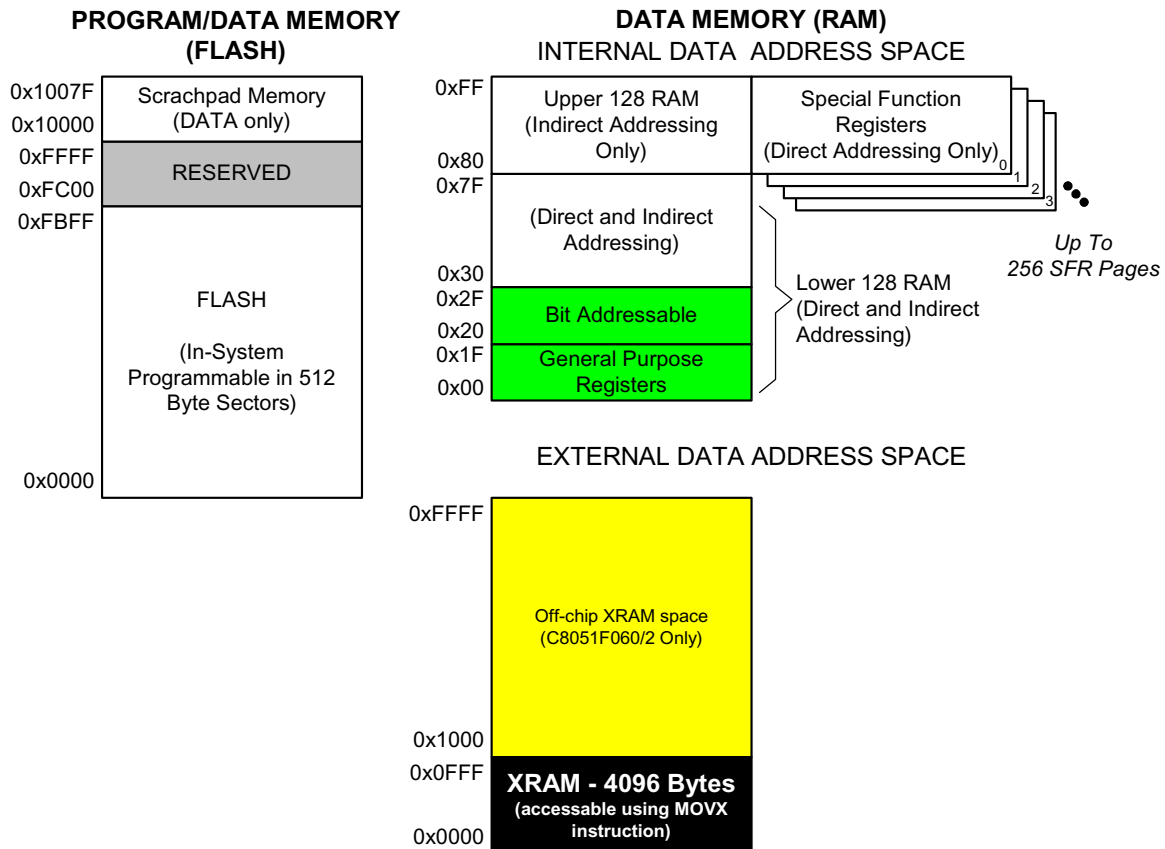 PROGRAM/DATA MEMORY
(FLASH)
0x1007F
Scrachpad Memory
(DATA only)
0x10000
0xFFFF
RESERVED
0xFC00
0xFBFF
FLASH
(In-System
Programmable in 512
Byte Sectors)
0x0000
DATA MEMORY (RAM)
INTERNAL DATA ADDRESS SPACE
0xFF
Upper 128 RAM
(Indirect Addressing
Only)
0x80
Special Function
Registers
(Direct Addressing Only)
0
1
2
3
Up To
256 SFR Pages
0x7F
(Direct and Indirect
Addressing)
0x30
0x2F
Bit Addressable
0x20
0x1F
General Purpose
Registers
0x00
Lower 128 RAM
(Direct and Indirect
Addressing)
EXTERNAL DATA ADDRESS SPACE
0xFFFF
Off-chip XRAM space
(C8051F060/2 Only)
0x1000
0x0FFF
XRAM - 4096 Bytes
(accessable using MOVX
instruction)
0x0000